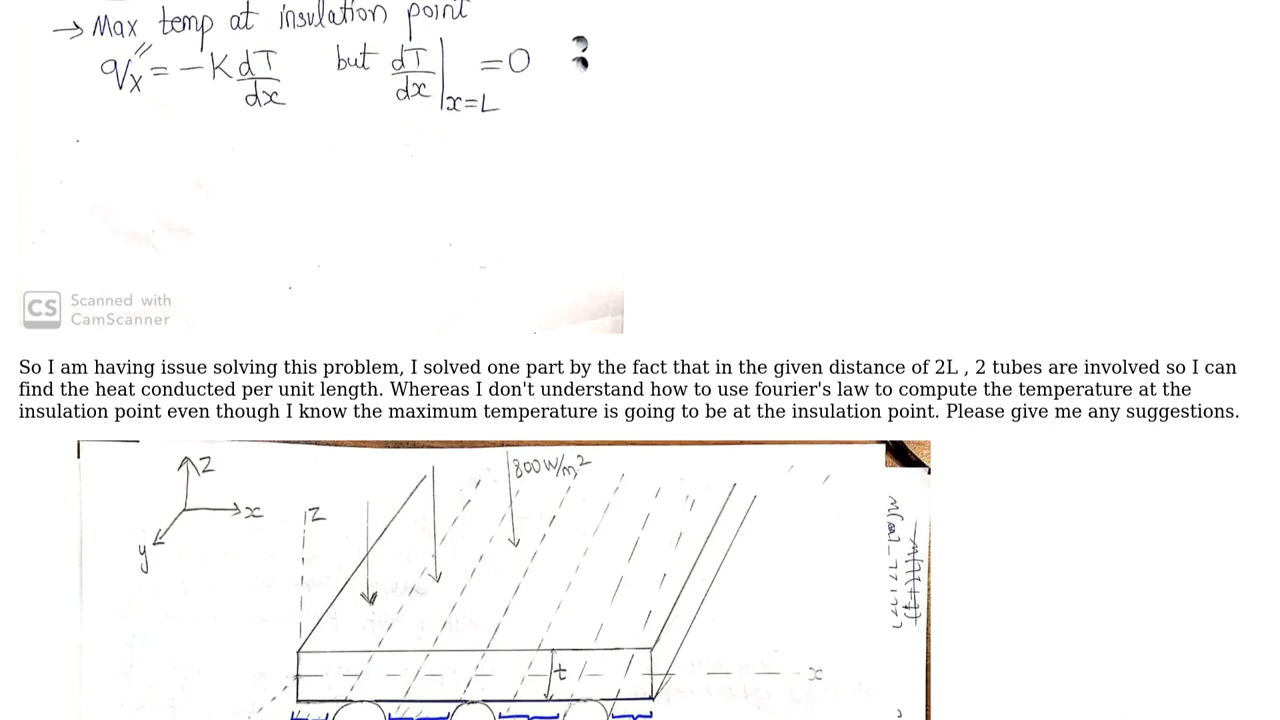 → Max temp at insulation point
q″x = -K dT/dx but dT/dx |x=L = 0 ?
CS Scanned with
CamScanner
So I am having issue solving this problem, I solved one part by the fact that in the given distance of 2L , 2 tubes are involved so I can
find the heat conducted per unit length. Whereas I don't understand how to use fourier's law to compute the temperature at the
insulation point even though I know the maximum temperature is going to be at the insulation point. Please give me any suggestions.
z
800 W/m²
x
z
y
t
x